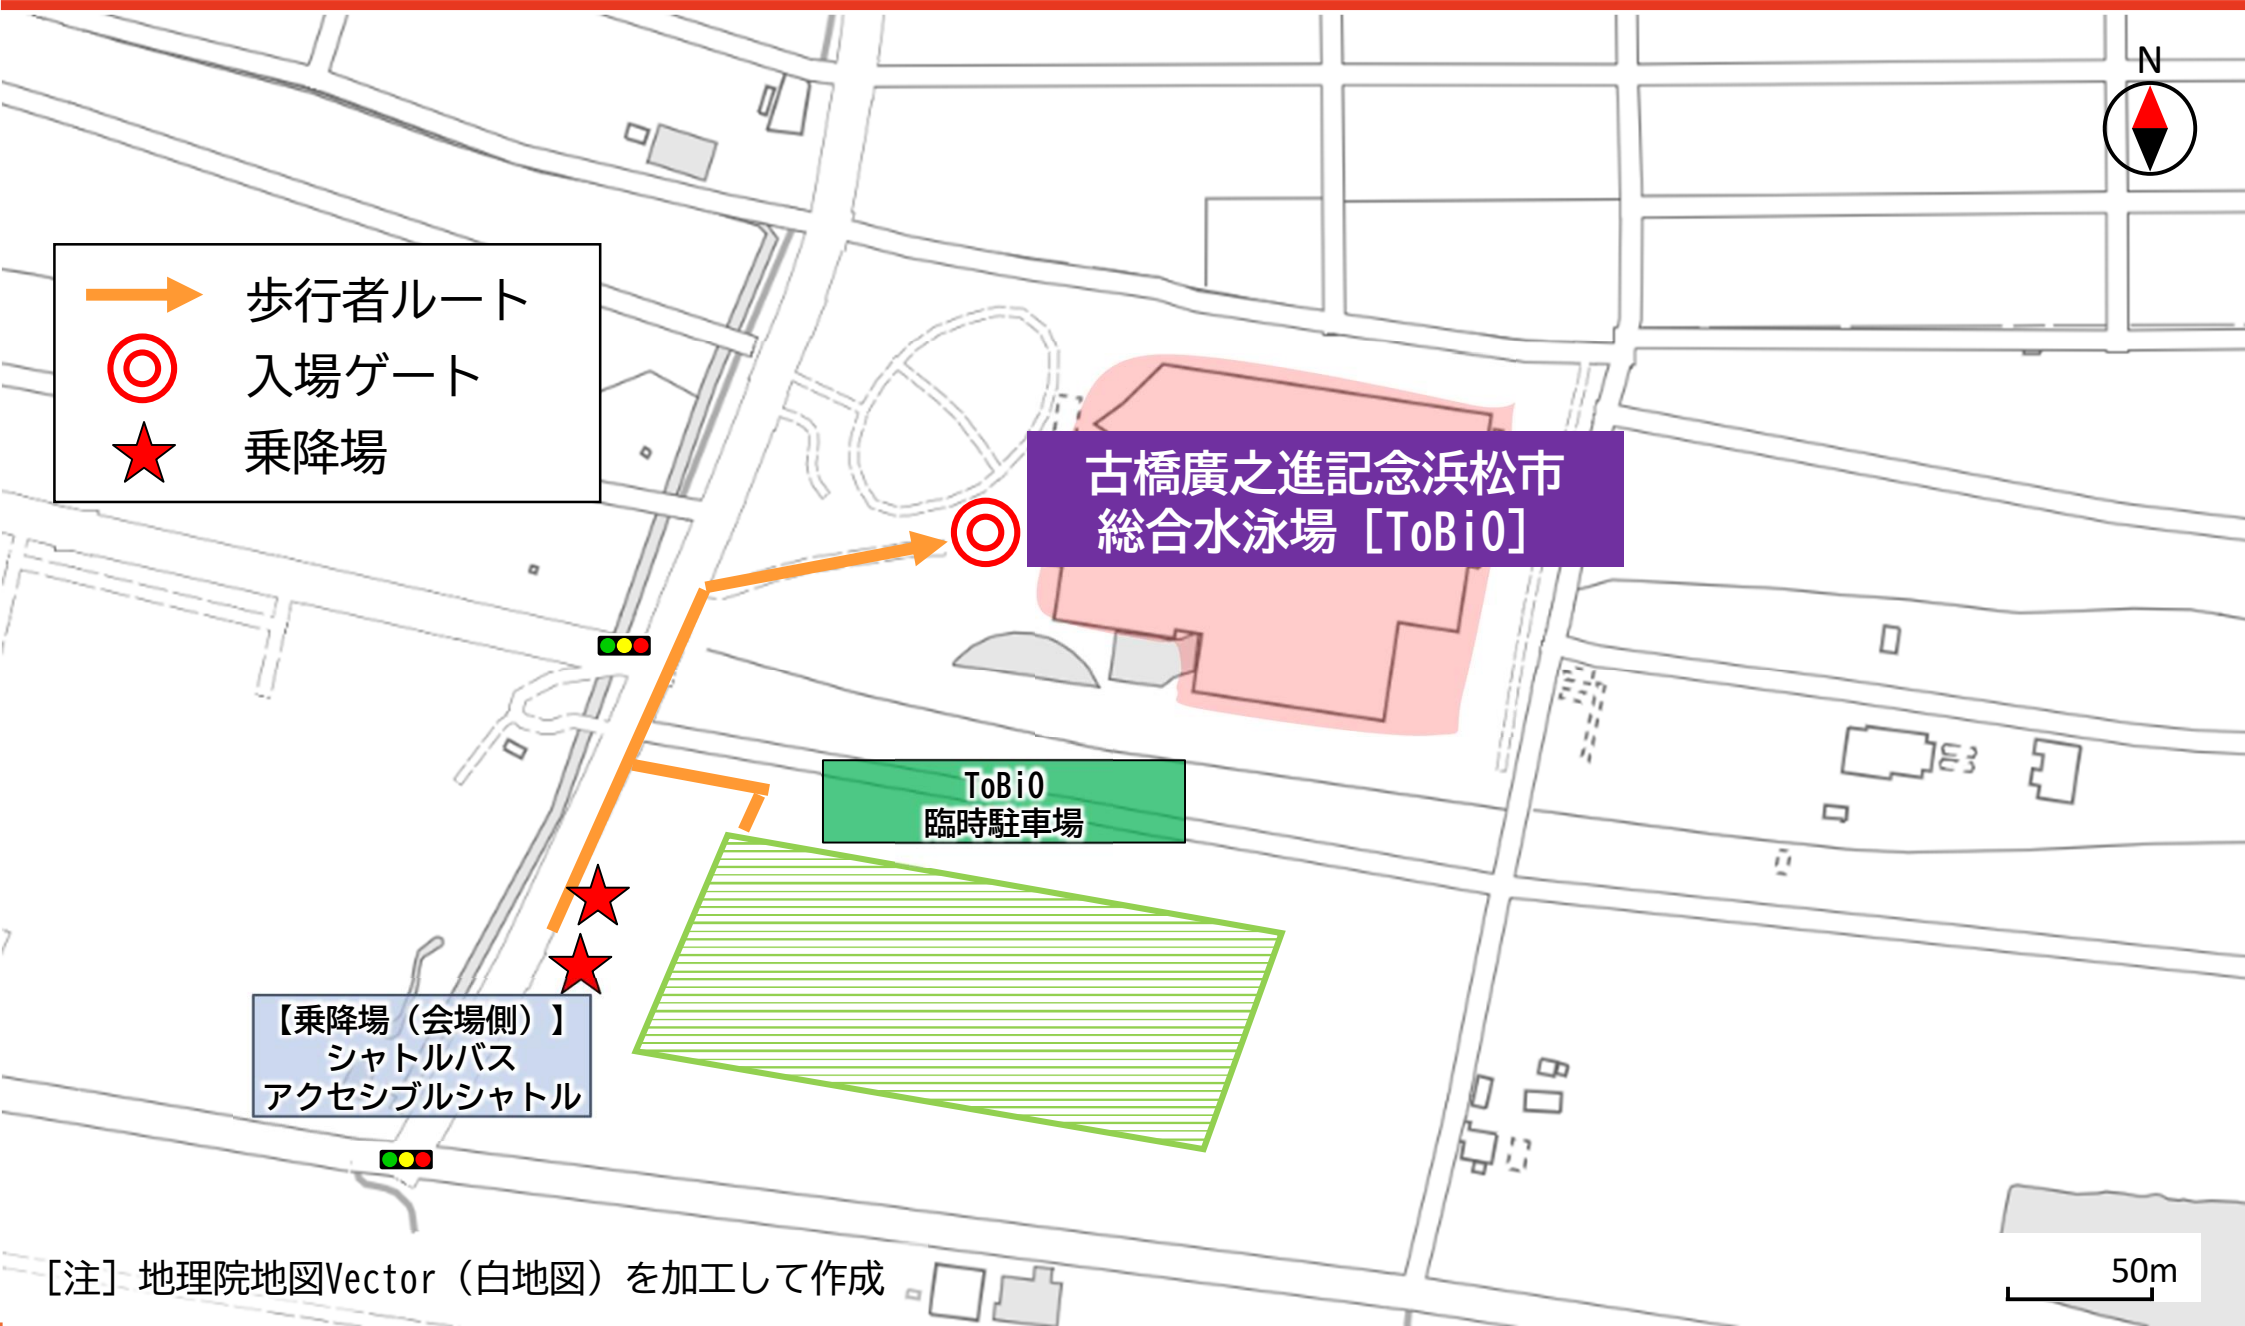 N
歩行者ルート
入場ゲート
乗降場
古橋廣之進記念浜松市
総合水泳場［ToBiO］
ToBiO
臨時駐車場
【乗降場（会場側）】
シャトルバス
アクセシブルシャトル
［注］地理院地図Vector（白地図）を加工して作成
50m